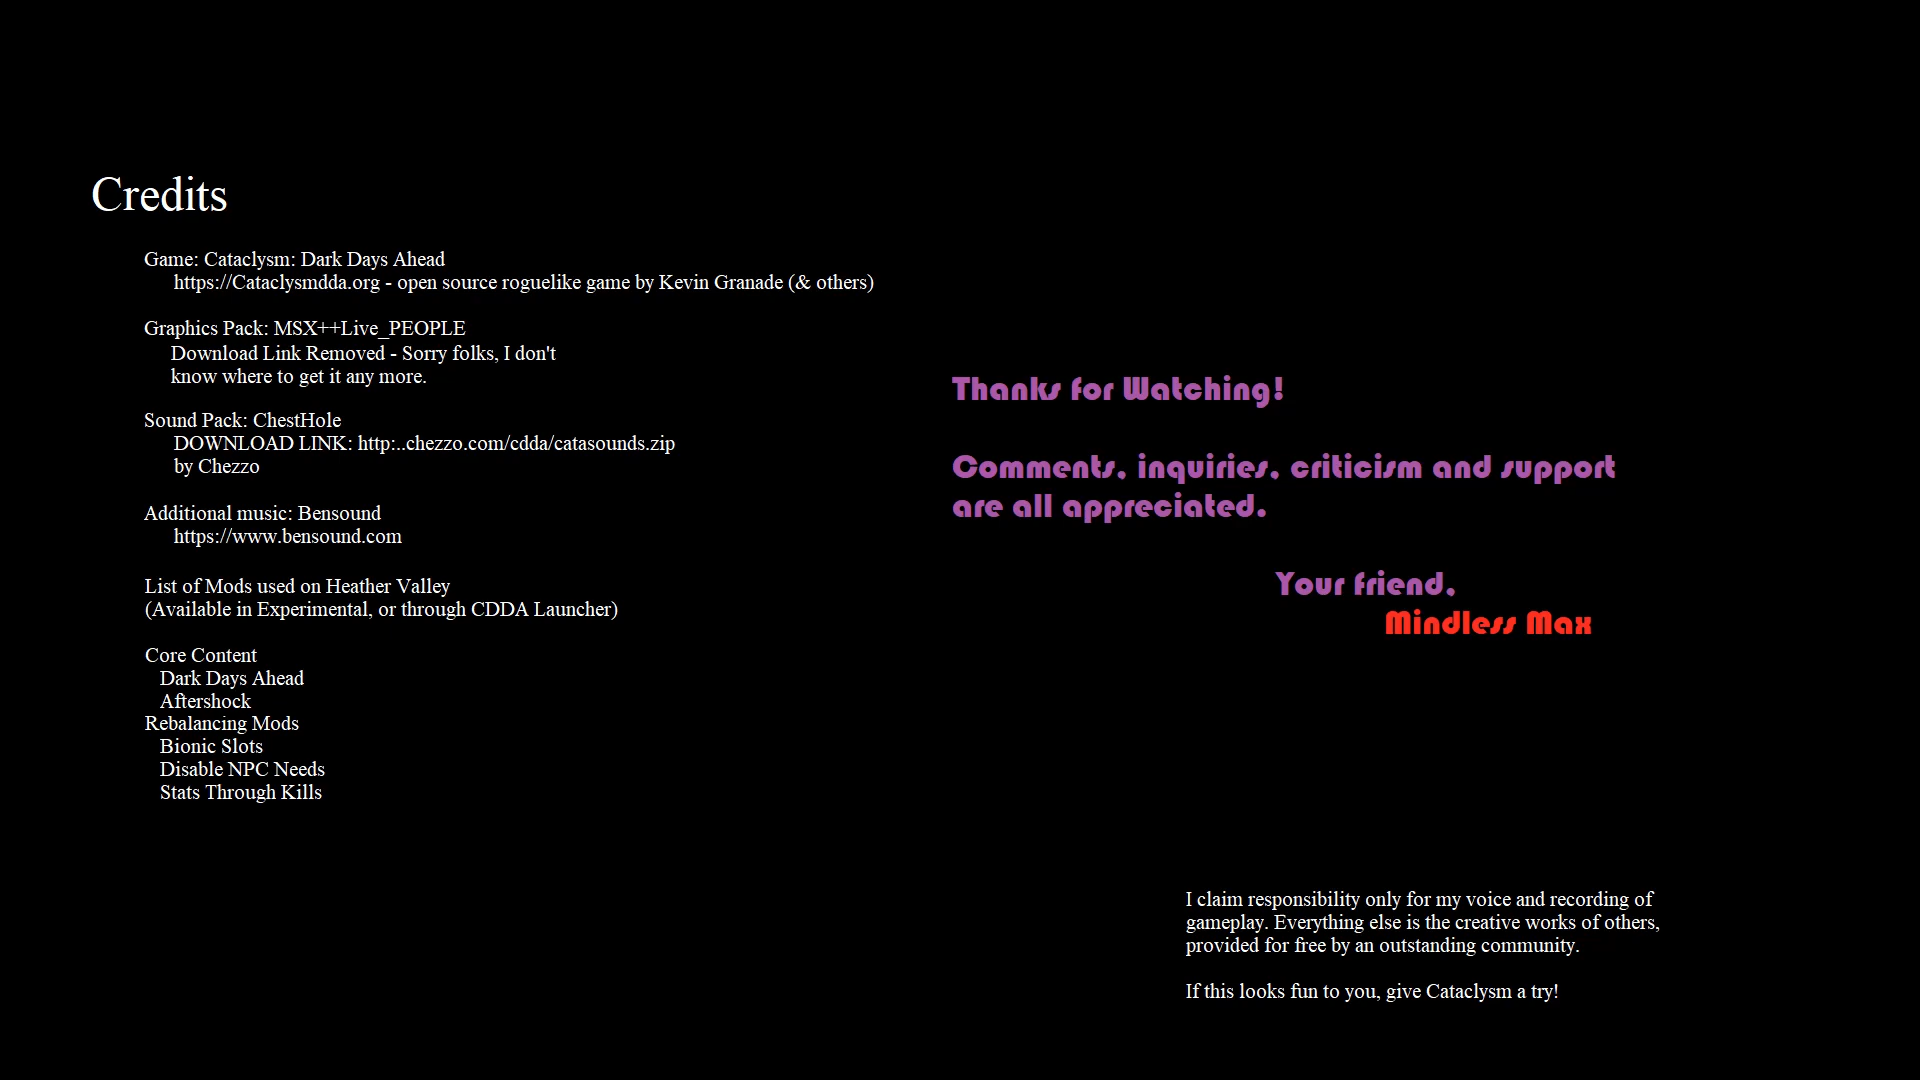 Credits
Game: Cataclysm: Dark Days Ahead
https://Cataclysmdda.org - open source roguelike game by Kevin Granade (& others)
Graphics Pack: MSX++Live_PEOPLE
Download Link Removed - Sorry folks, I don't
know where to get it any more.
Sound Pack: ChestHole
DOWNLOAD LINK: http:..chezzo.com/cdda/catasounds.zip
by Chezzo
Additional music: Bensound
https://www.bensound.com
List of Mods used on Heather Valley
(Available in Experimental, or through CDDA Launcher)
Core Content
Dark Days Ahead
Aftershock
Rebalancing Mods
Bionic Slots
Disable NPC Needs
Stats Through Kills
Thanks for Watching!
Comments, inquiries, criticism and support
are all appreciated.
Your friend,
Mindless Max
I claim responsibility only for my voice and recording of
gameplay. Everything else is the creative works of others,
provided for free by an outstanding community.
If this looks fun to you, give Cataclysm a try!